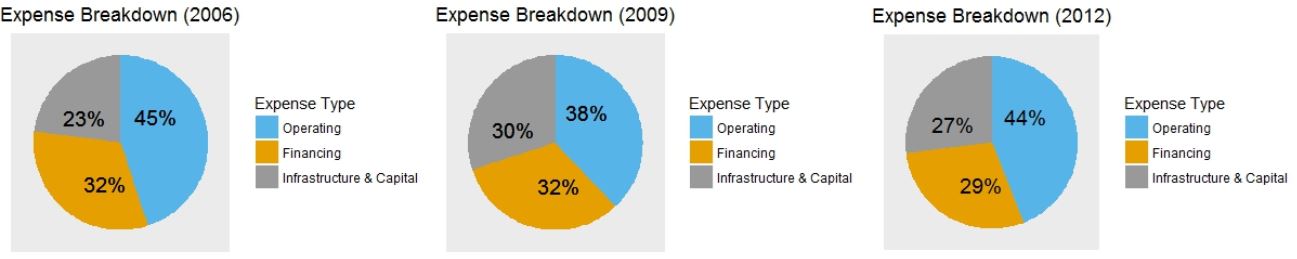 Expense Breakdown (2006)
23%
45%
32%
Expense Type
Operating
Financing
Infrastructure & Capital
Expense Breakdown (2009)
30%
38%
32%
Expense Type
Operating
Financing
Infrastructure & Capital
Expense Breakdown (2012)
27%
44%
29%
Expense Type
Operating
Financing
Infrastructure & Capital